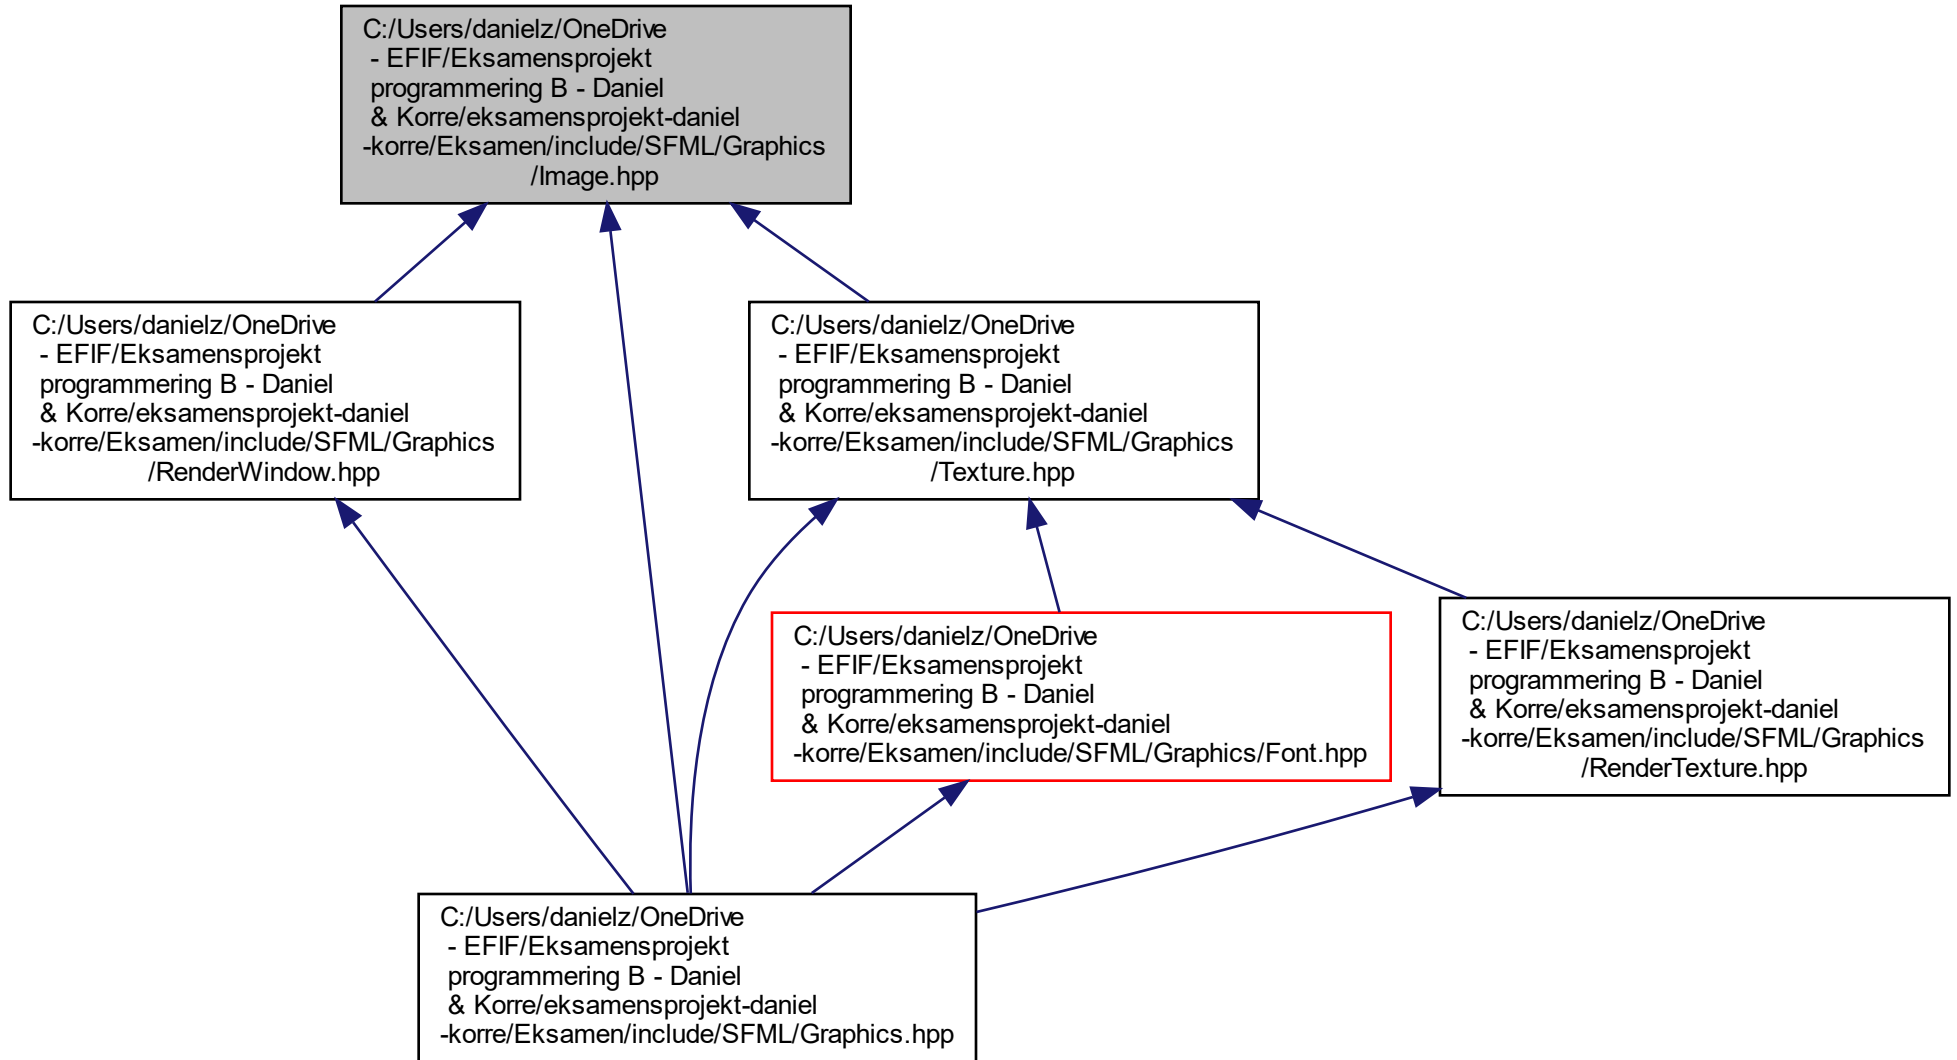 C:/Users/danielz/OneDrive
- EFIF/Eksamensprojekt
programmering B - Daniel
& Korre/eksamensprojekt-daniel
-korre/Eksamen/include/SFML/Graphics
/Image.hpp
C:/Users/danielz/OneDrive
- EFIF/Eksamensprojekt
programmering B - Daniel
& Korre/eksamensprojekt-daniel
-korre/Eksamen/include/SFML/Graphics
/RenderWindow.hpp
C:/Users/danielz/OneDrive
- EFIF/Eksamensprojekt
programmering B - Daniel
& Korre/eksamensprojekt-daniel
-korre/Eksamen/include/SFML/Graphics
/Texture.hpp
C:/Users/danielz/OneDrive
- EFIF/Eksamensprojekt
programmering B - Daniel
& Korre/eksamensprojekt-daniel
-korre/Eksamen/include/SFML/Graphics/Font.hpp
C:/Users/danielz/OneDrive
- EFIF/Eksamensprojekt
programmering B - Daniel
& Korre/eksamensprojekt-daniel
-korre/Eksamen/include/SFML/Graphics
/RenderTexture.hpp
C:/Users/danielz/OneDrive
- EFIF/Eksamensprojekt
programmering B - Daniel
& Korre/eksamensprojekt-daniel
-korre/Eksamen/include/SFML/Graphics.hpp